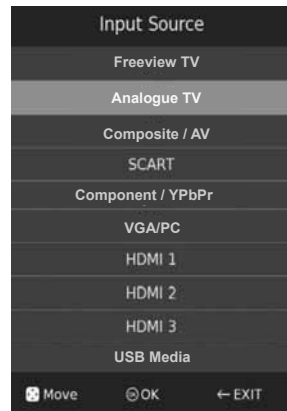 Input Source
Freeview TV
Analogue TV
Composite / AV
SCART
Component / YPbPr
VGA/PC
HDMI 1
HDMI 2
HDMI 3
USB Media
Move OK ← EXIT